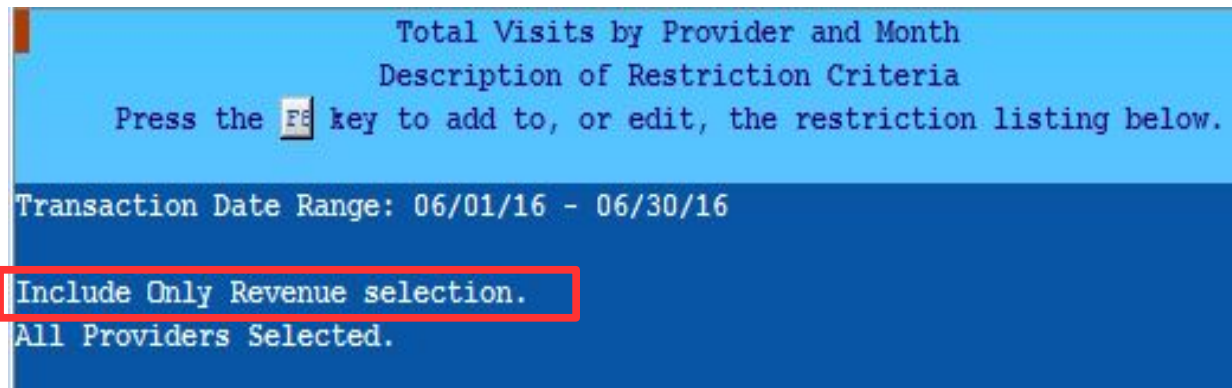 Total Visits by Provider and Month
Description of Restriction Criteria
Press the F8 key to add to, or edit, the restriction listing below.
Transaction Date Range: 06/01/16 - 06/30/16
Include Only Revenue selection.
All Providers Selected.